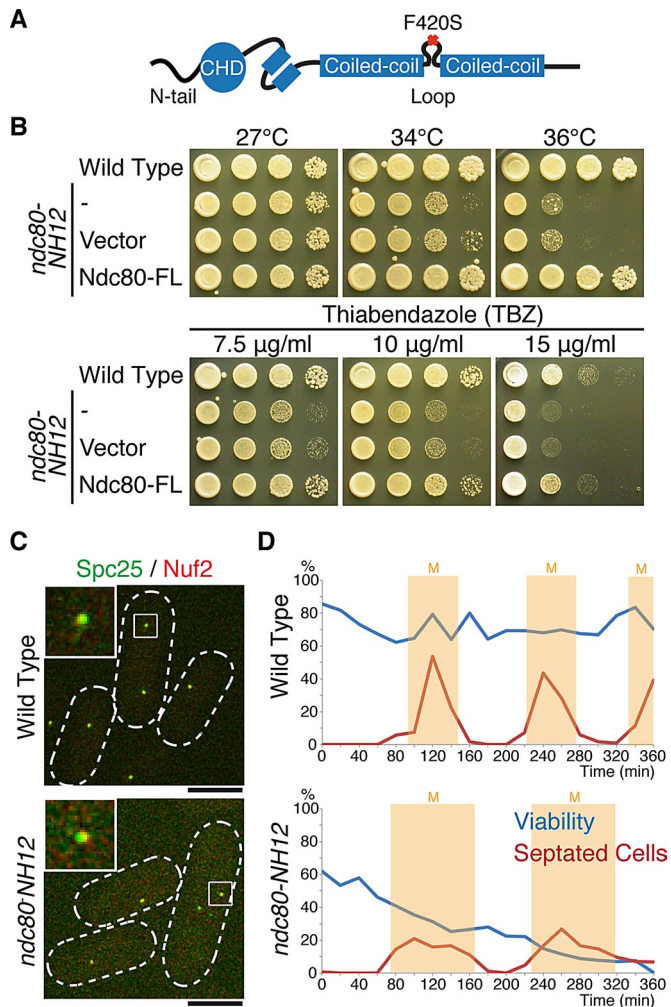 A
F420S
CHD
Coiled-coil
Coiled-coil
N-tail
Loop
B
27°C 34°C 36°C
Wild Type
ndc80-NH12
-
Vector
Ndc80-FL
Thiabendazole (TBZ)
7.5 μg/ml 10 μg/ml 15 μg/ml
Wild Type
ndc80-NH12
-
Vector
Ndc80-FL
C
Spc25 / Nuf2
Wild Type
ndc80-NH12
D
%
M M M
100
80
60
40
20
0
Wild Type
0 40 80 120 160 200 240 280 320 360
Time (min)
%
M M
100
80
60
40
20
0
Viability
Septated Cells
ndc80-NH12
0 40 80 120 160 200 240 280 320 360
Time (min)